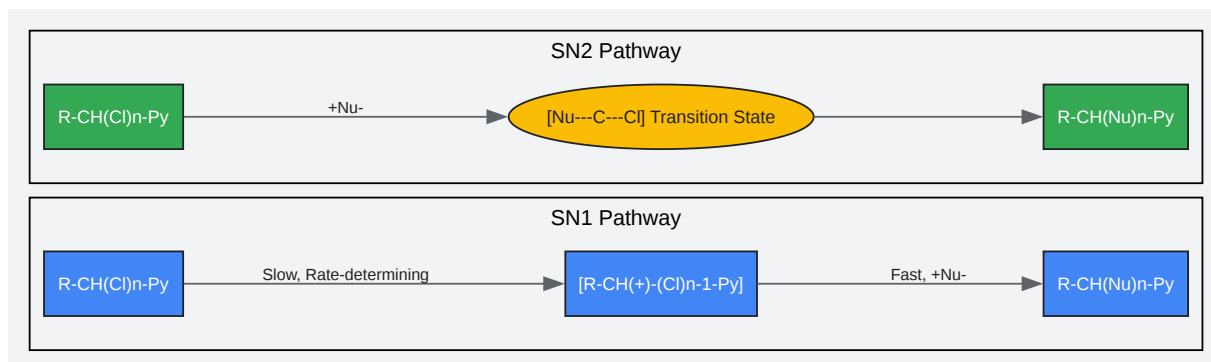 SN2 Pathway
R-CH(Cl)n-Py
+Nu-
[Nu---C---Cl] Transition State
R-CH(Nu)n-Py
SN1 Pathway
R-CH(Cl)n-Py
Slow, Rate-determining
[R-CH(+)-(Cl)n-1-Py]
Fast, +Nu-
R-CH(Nu)n-Py